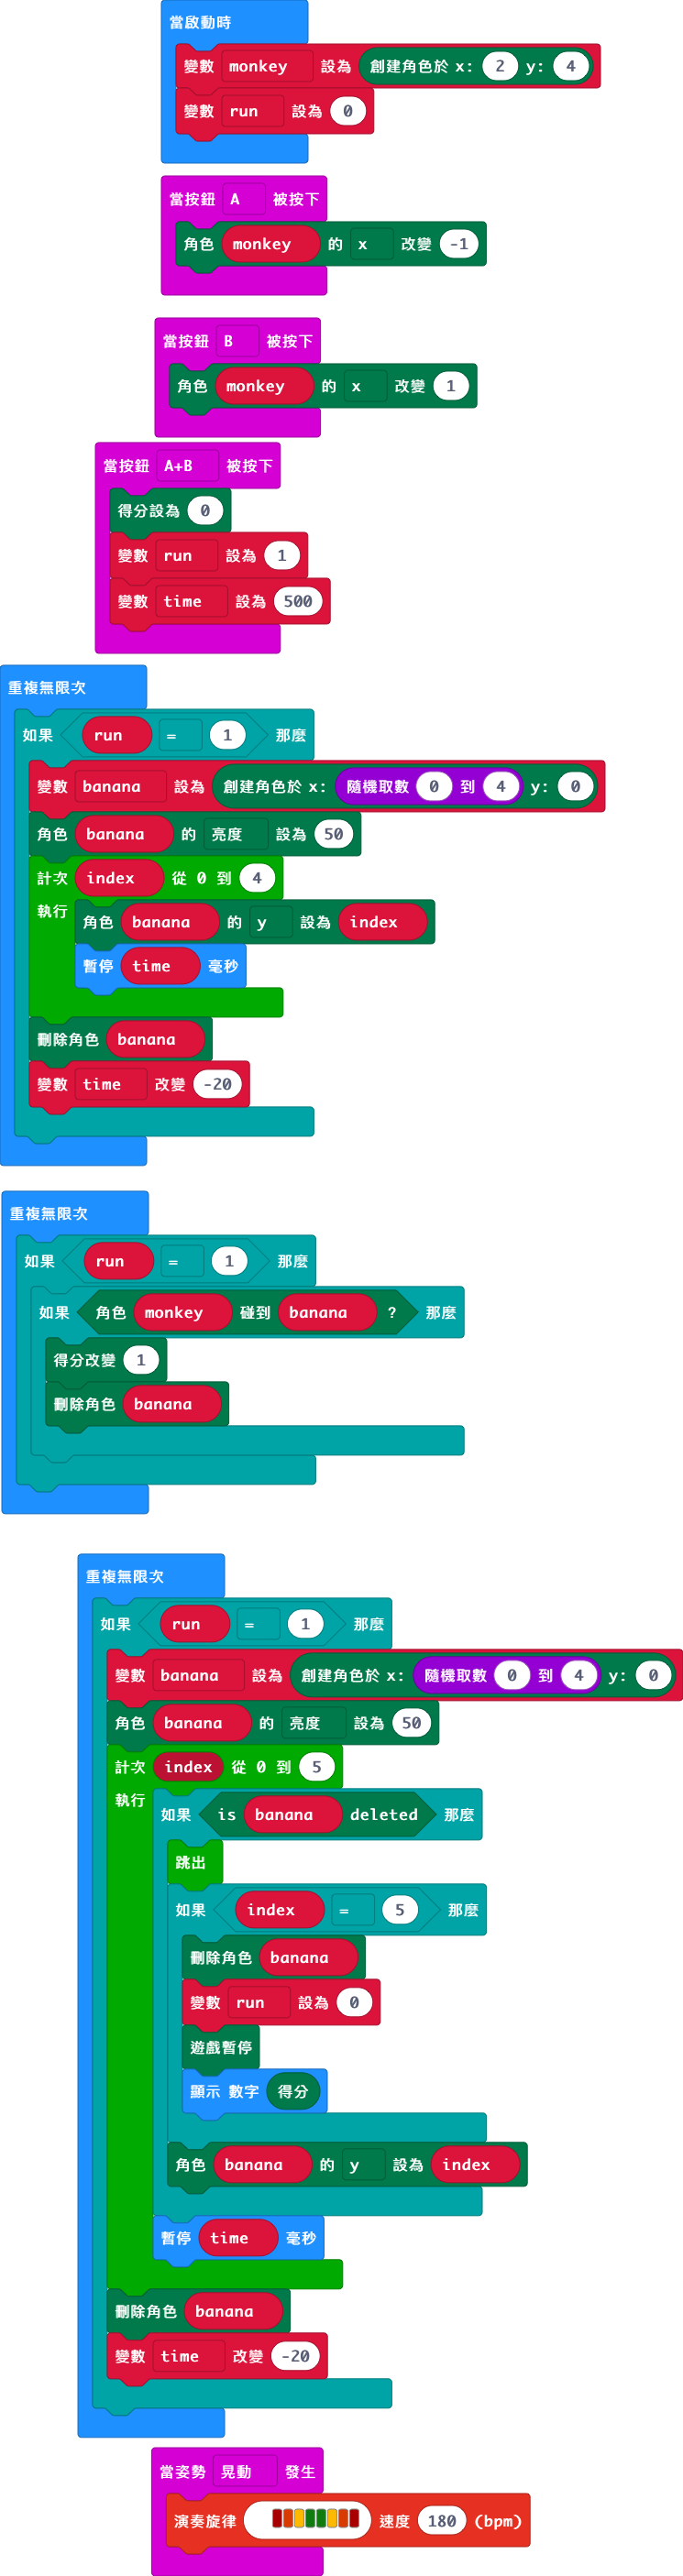 當啟動時
變數 monkey 設為 創建角色於 x: 2 y: 4
變數 run 設為 0
當按鈕 A 被按下
角色 monkey 的 x 改變 -1
當按鈕 B 被按下
角色 monkey 的 x 改變 1
當按鈕 A+B 被按下
得分設為 0
變數 run 設為 1
變數 time 設為 500
重複無限次
如果 run = 1 那麼
變數 banana 設為 創建角色於 x: 隨機取數 0 到 4 y: 0
角色 banana 的 亮度 設為 50
計次 index 從 0 到 4
執行 角色 banana 的 y 設為 index
暫停 time 毫秒
刪除角色 banana
變數 time 改變 -20
重複無限次
如果 run = 1 那麼
如果 角色 monkey 碰到 banana ? 那麼
得分改變 1
刪除角色 banana
重複無限次
如果 run = 1 那麼
變數 banana 設為 創建角色於 x: 隨機取數 0 到 4 y: 0
角色 banana 的 亮度 設為 50
計次 index 從 0 到 5
執行 如果 is banana deleted 那麼
跳出
如果 index = 5 那麼
刪除角色 banana
變數 run 設為 0
遊戲暫停
顯示 數字 得分
角色 banana 的 y 設為 index
暫停 time 毫秒
刪除角色 banana
變數 time 改變 -20
當姿勢 晃動 發生
演奏旋律 速度 180 (bpm)